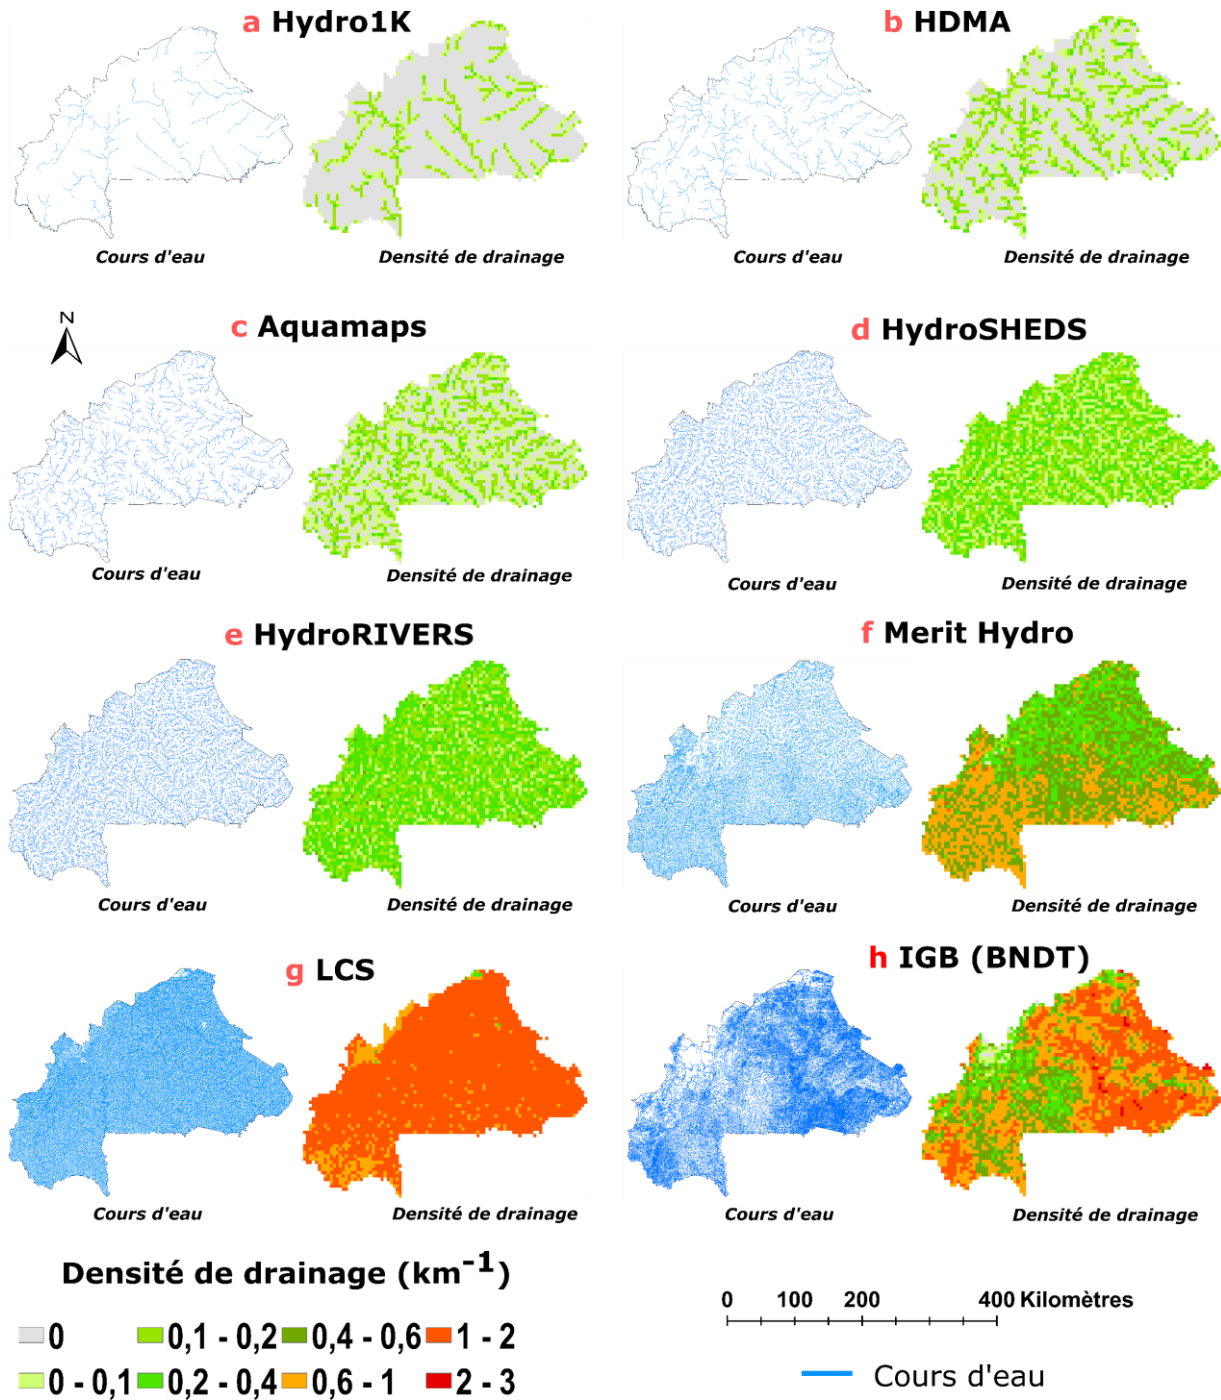 a Hydro1K
b HDMA
Cours d'eau
Densité de drainage
Cours d'eau
Densité de drainage
N
c Aquamaps
d HydroSHEDS
Cours d'eau
Densité de drainage
Cours d'eau
Densité de drainage
e HydroRIVERS
f Merit Hydro
Cours d'eau
Densité de drainage
Cours d'eau
Densité de drainage
g LCS
h IGB (BNDT)
Cours d'eau
Densité de drainage
Cours d'eau
Densité de drainage
Densité de drainage (km⁻¹)
0
0,1 - 0,2
0,4 - 0,6
1 - 2
0 - 0,1
0,2 - 0,4
0,6 - 1
2 - 3
0 100 200 400 Kilomètres
Cours d'eau